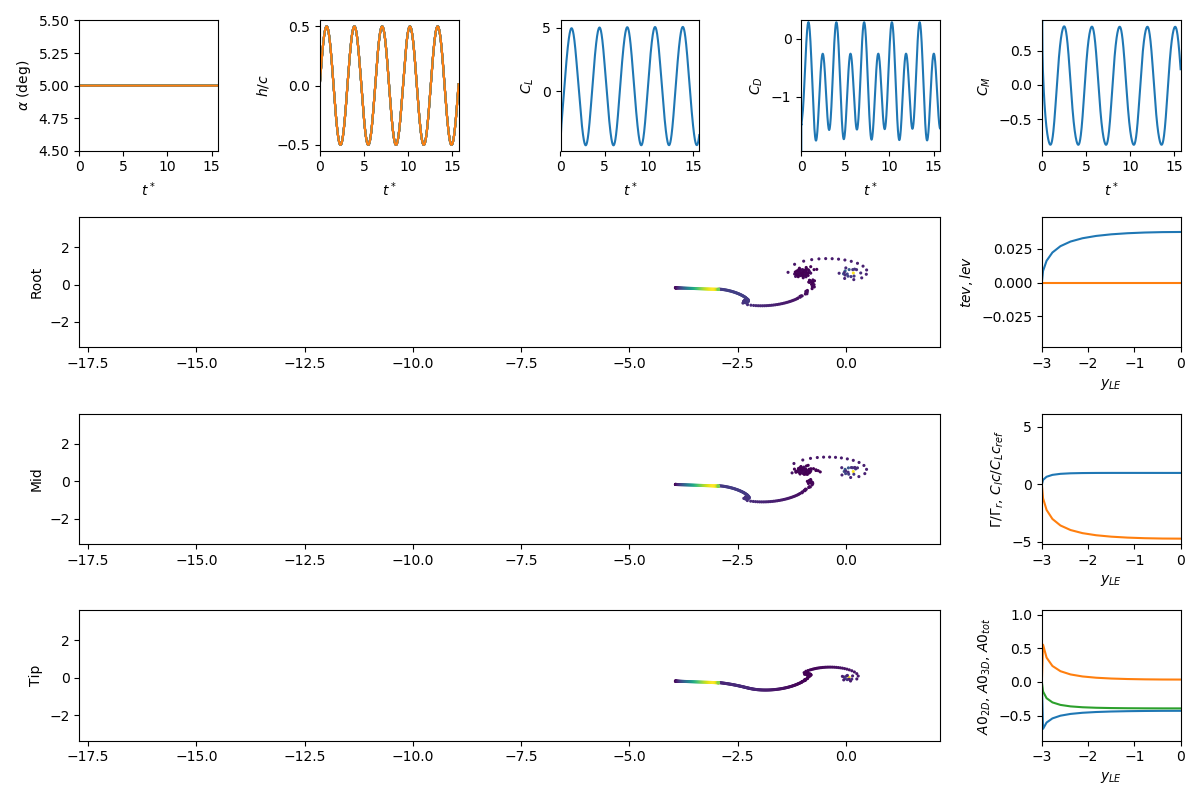 5.50
5.25
5.00
4.75
4.50
α (deg)
0 5 10 15
t*
0.5
0.0
−0.5
h/c
0 5 10 15
t*
5
0
C_L
0 5 10 15
t*
0
−1
C_D
0 5 10 15
t*
0.5
0.0
−0.5
C_M
0 5 10 15
t*
Root
2
0
−2
−17.5 −15.0 −12.5 −10.0 −7.5 −5.0 −2.5 0.0
tev, lev
0.025
0.000
−0.025
−3 −2 −1 0
y_LE
Mid
2
0
−2
−17.5 −15.0 −12.5 −10.0 −7.5 −5.0 −2.5 0.0
Γ/Γ_r, C_l c/C_L c_ref
5
0
−5
−3 −2 −1 0
y_LE
Tip
2
0
−2
−17.5 −15.0 −12.5 −10.0 −7.5 −5.0 −2.5 0.0
A0_2D, A0_3D, A0_tot
1.0
0.5
0.0
−0.5
−3 −2 −1 0
y_LE